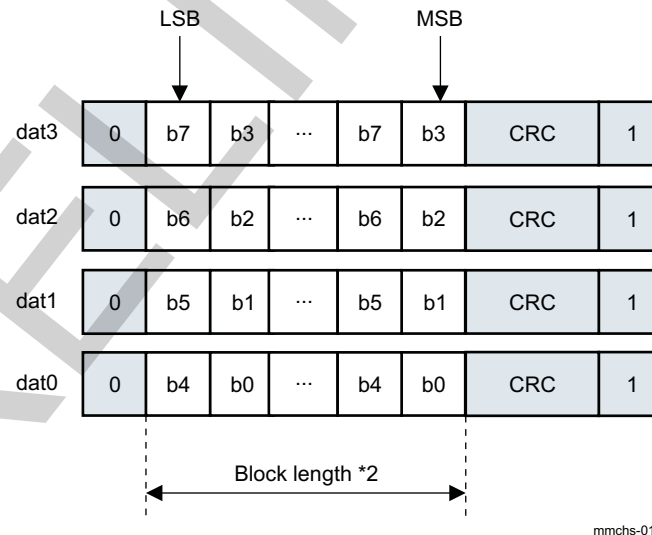 LSB MSB
dat3 0 b7 b3 ... b7 b3 CRC 1
dat2 0 b6 b2 ... b6 b2 CRC 1
dat1 0 b5 b1 ... b5 b1 CRC 1
dat0 0 b4 b0 ... b4 b0 CRC 1
Block length *2
mmchs-01